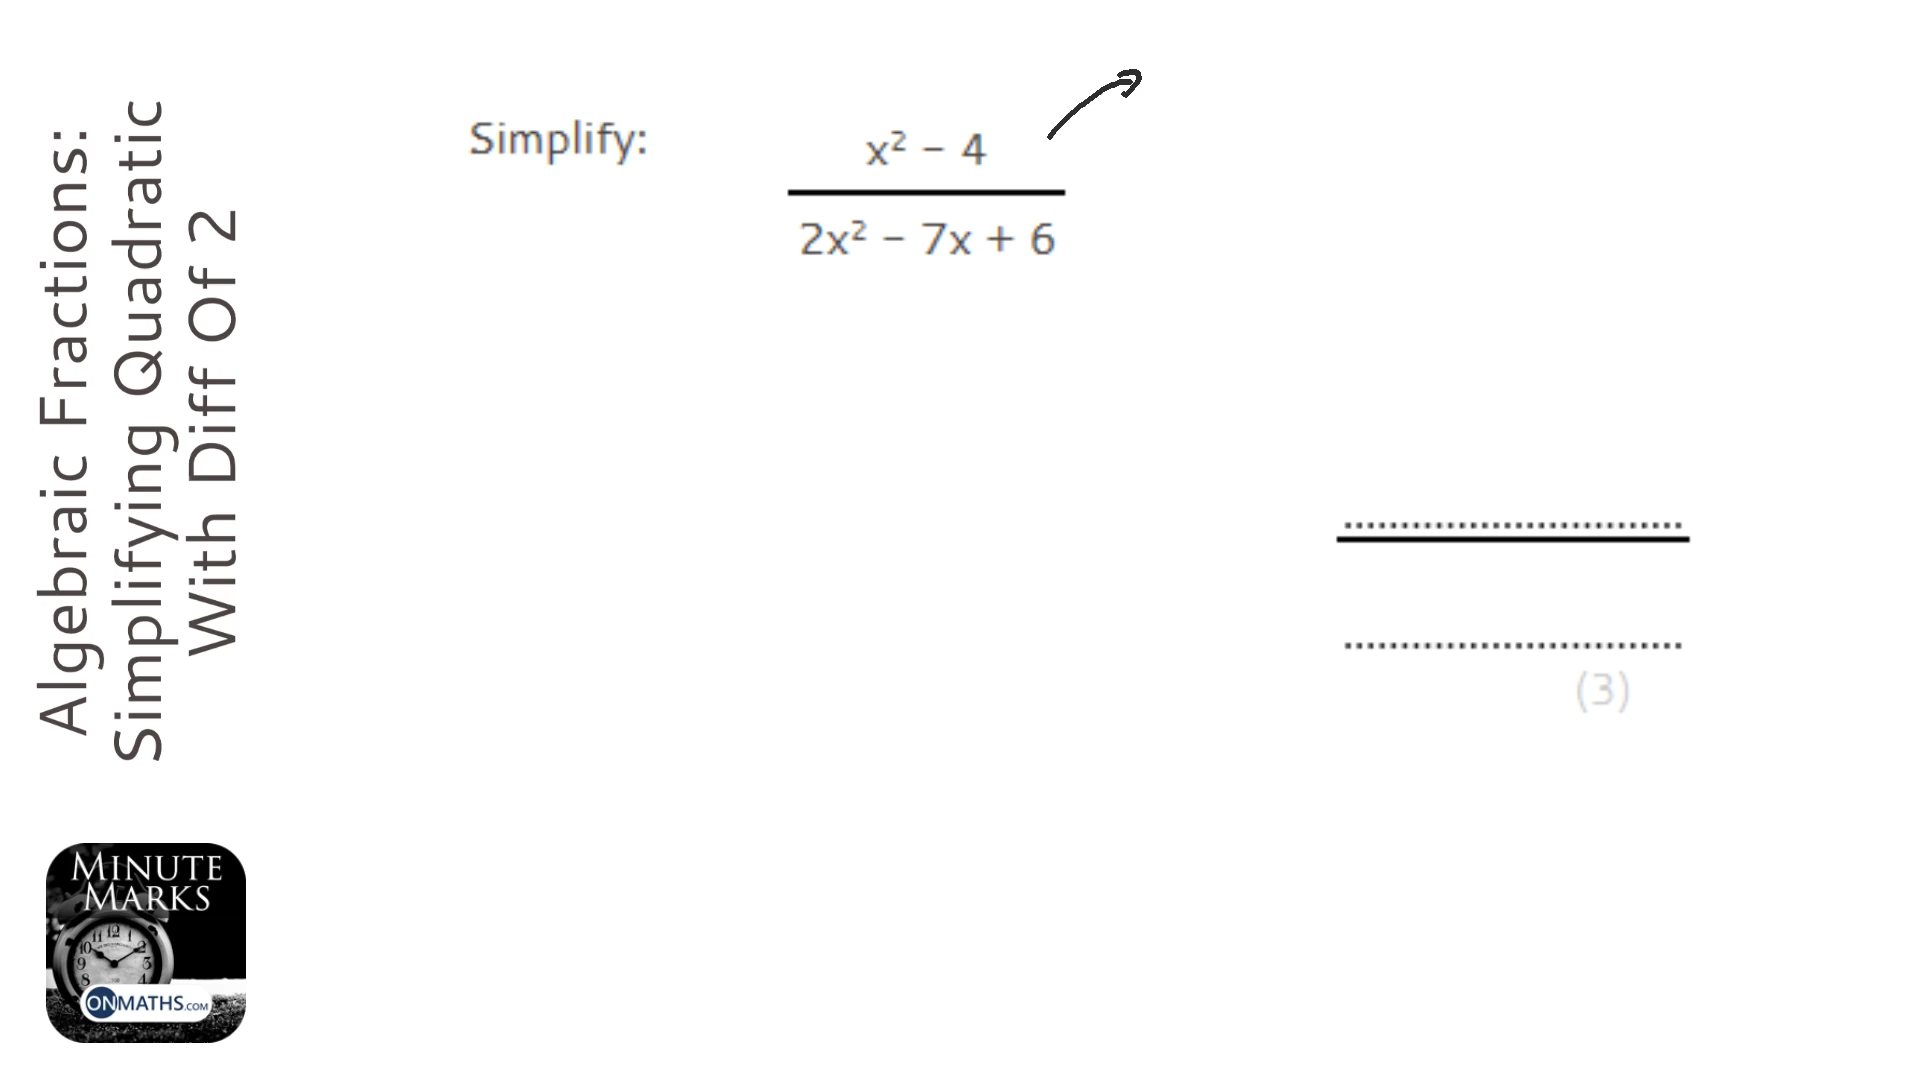 Algebraic Fractions:
Simplifying Quadratic
With Diff Of 2
Simplify:
x² – 4
2x² – 7x + 6
(3)
MINUTE
MARKS
ONMATHS.COM